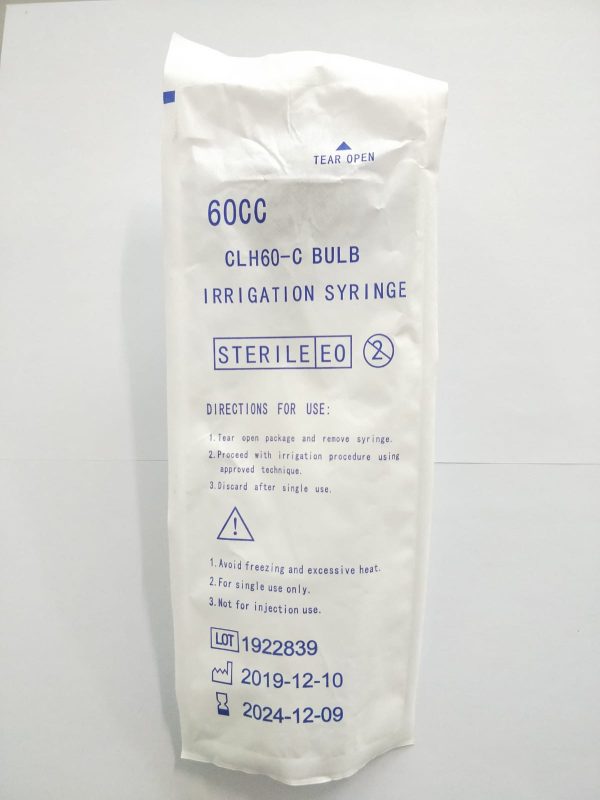 TEAR OPEN
60CC
CLH60-C BULB
IRRIGATION SYRINGE
STERILE EO 2
DIRECTIONS FOR USE:
1.Tear open package and remove syringe.
2.Proceed with irrigation procedure using
approved technique.
3.Discard after single use.
!
1.Avoid freezing and excessive heat.
2.For single use only.
3.Not for injection use.
LOT 1922839
2019-12-10
2024-12-09